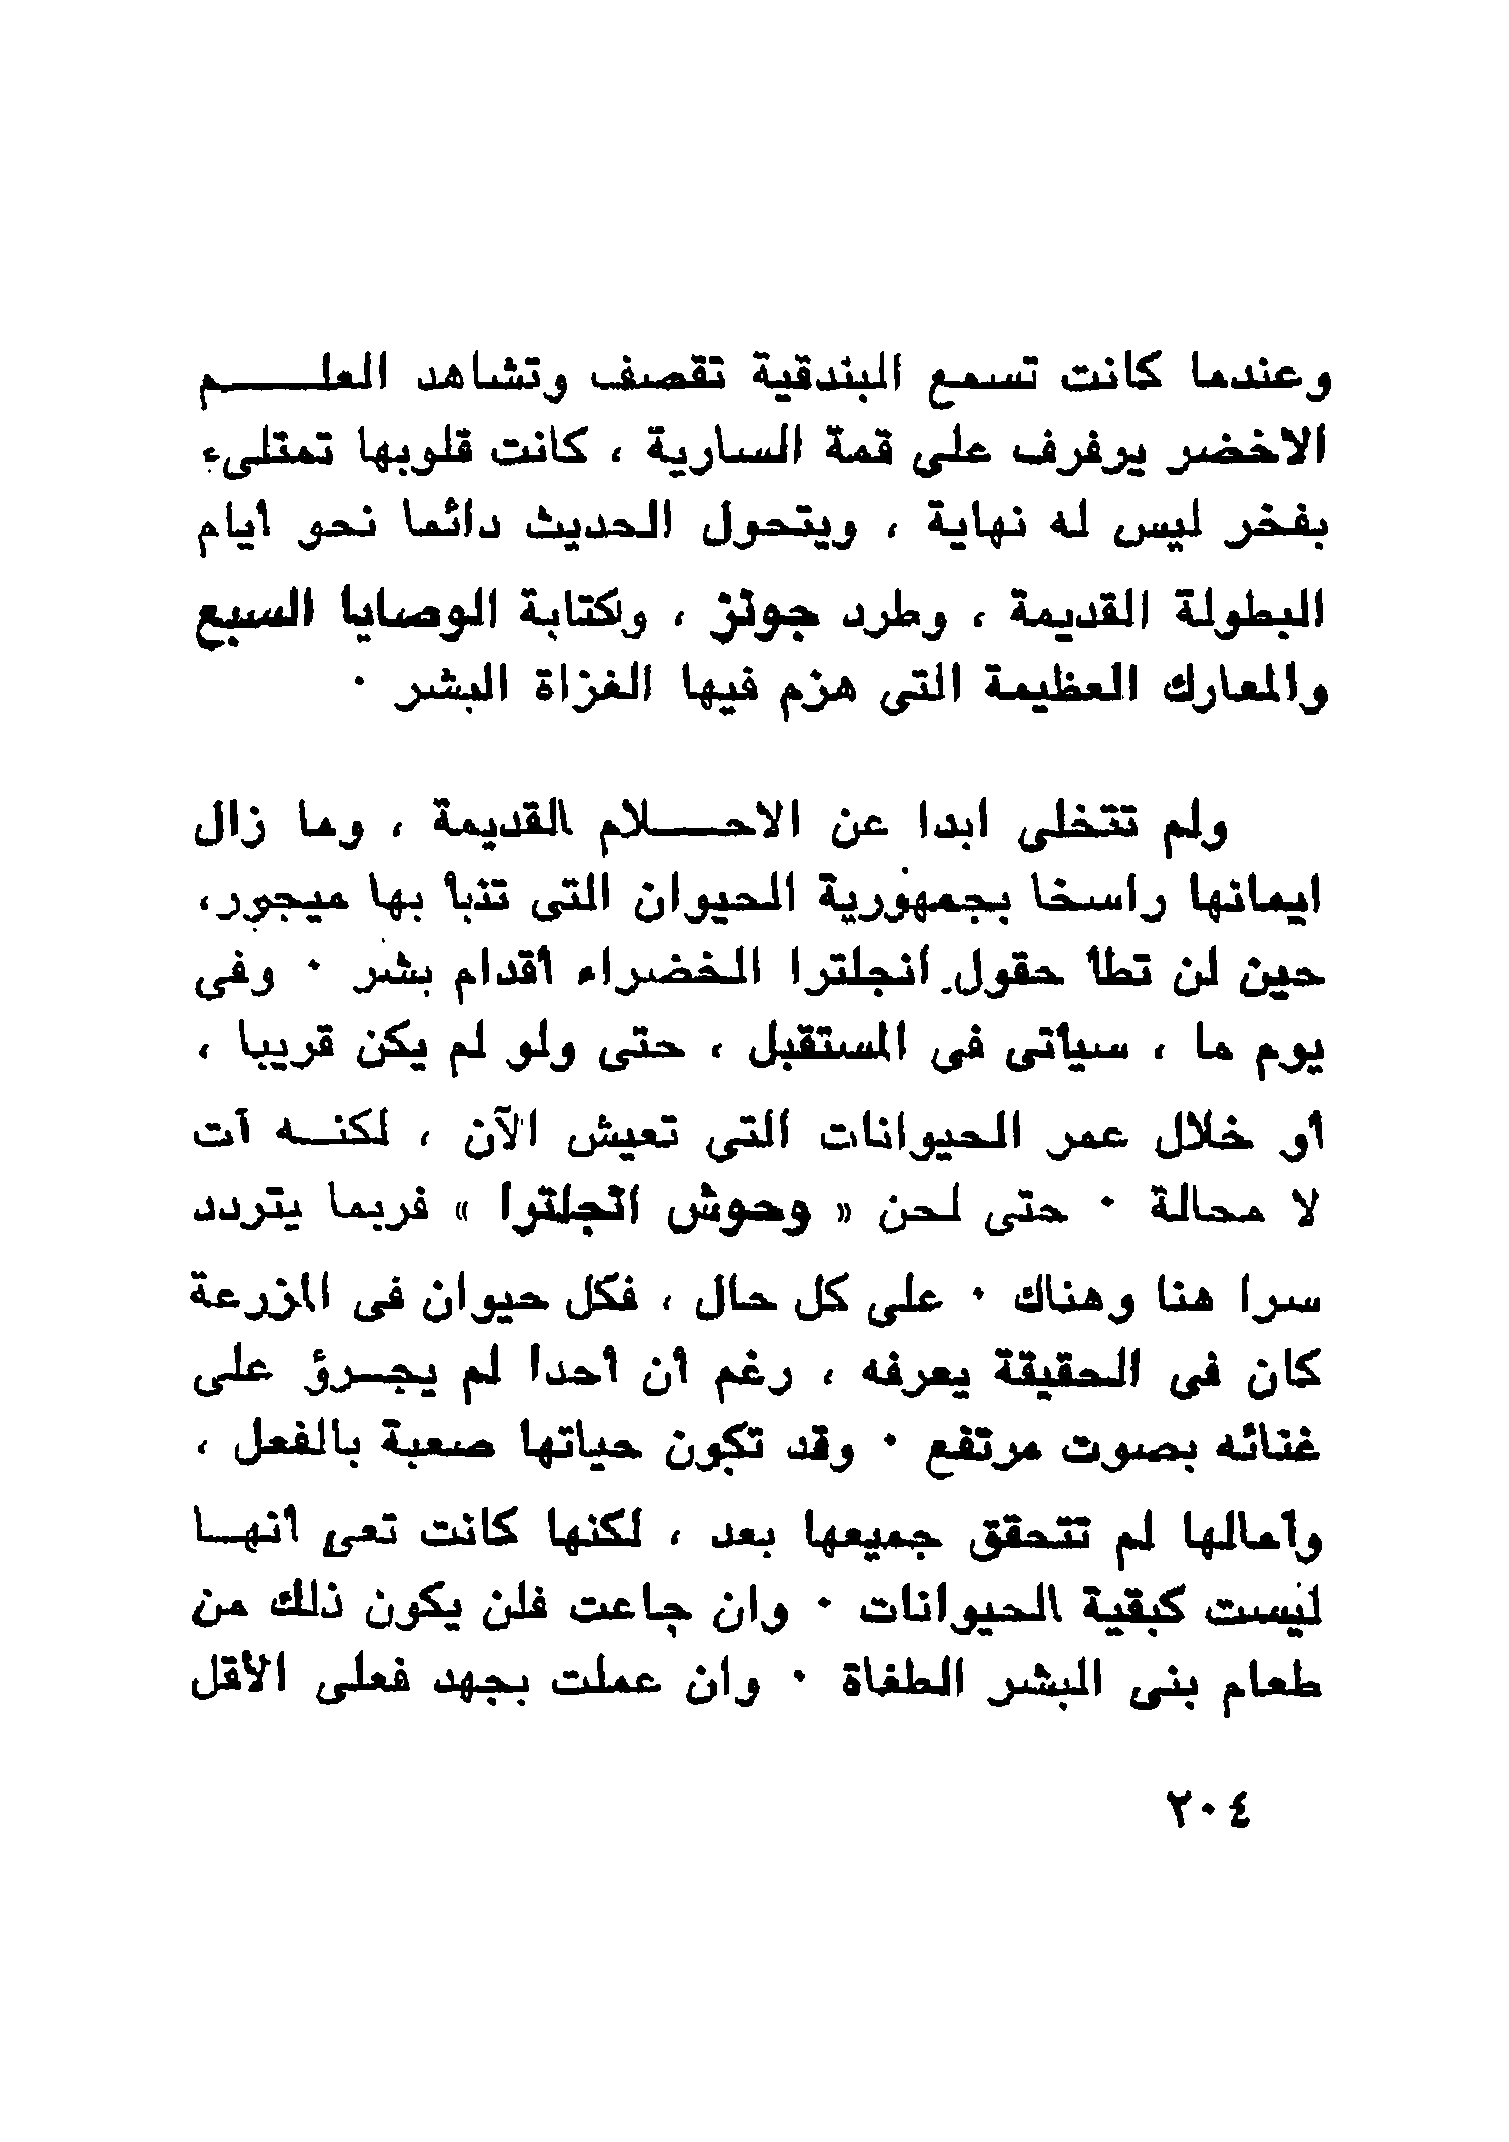 وعندما كانت تسمع البندقية تقصف وتشاهد العلم
الاخضر يرفرف على قمة السارية ، كانت قلوبها تمتلىء
بفخر ليس له نهاية ، ويتحول الحديث دائما نحو أيام
البطولة القديمة ، وطرد جونز ، وكتابة الوصايا السبع
والمعارك العظيمة التى هزم فيها الغزاة البشر ٠
ولم تتخلى ابدا عن الاحلام القديمة ، وما زال
ايمانها راسخا بجمهورية الحيوان التى تنبأ بها ميجور،
حين لن تطأ حقول انجلترا الخضراء أقدام بشر ٠ وفى
يوم ما ، سيأتى فى المستقبل ، حتى ولو لم يكن قريبا ،
أو خلال عمر الحيوانات التى تعيش الآن ، لكنه آت
لا محالة ٠ حتى لحن « وحوش انجلترا » فربما يتردد
سرا هنا وهناك ٠ على كل حال ، فكل حيوان فى المزرعة
كان فى الحقيقة يعرفه ، رغم أن أحدا لم يجرؤ على
غنائه بصوت مرتفع ٠ وقد تكون حياتها صعبة بالفعل ،
وآمالها لم تتحقق جميعها بعد ، لكنها كانت تعى أنها
ليست كبقية الحيوانات ٠ وان جاعت فلن يكون ذلك من
طعام بنى البشر الطغاة ٠ وان عملت بجهد فعلى الأقل
٢٠٤